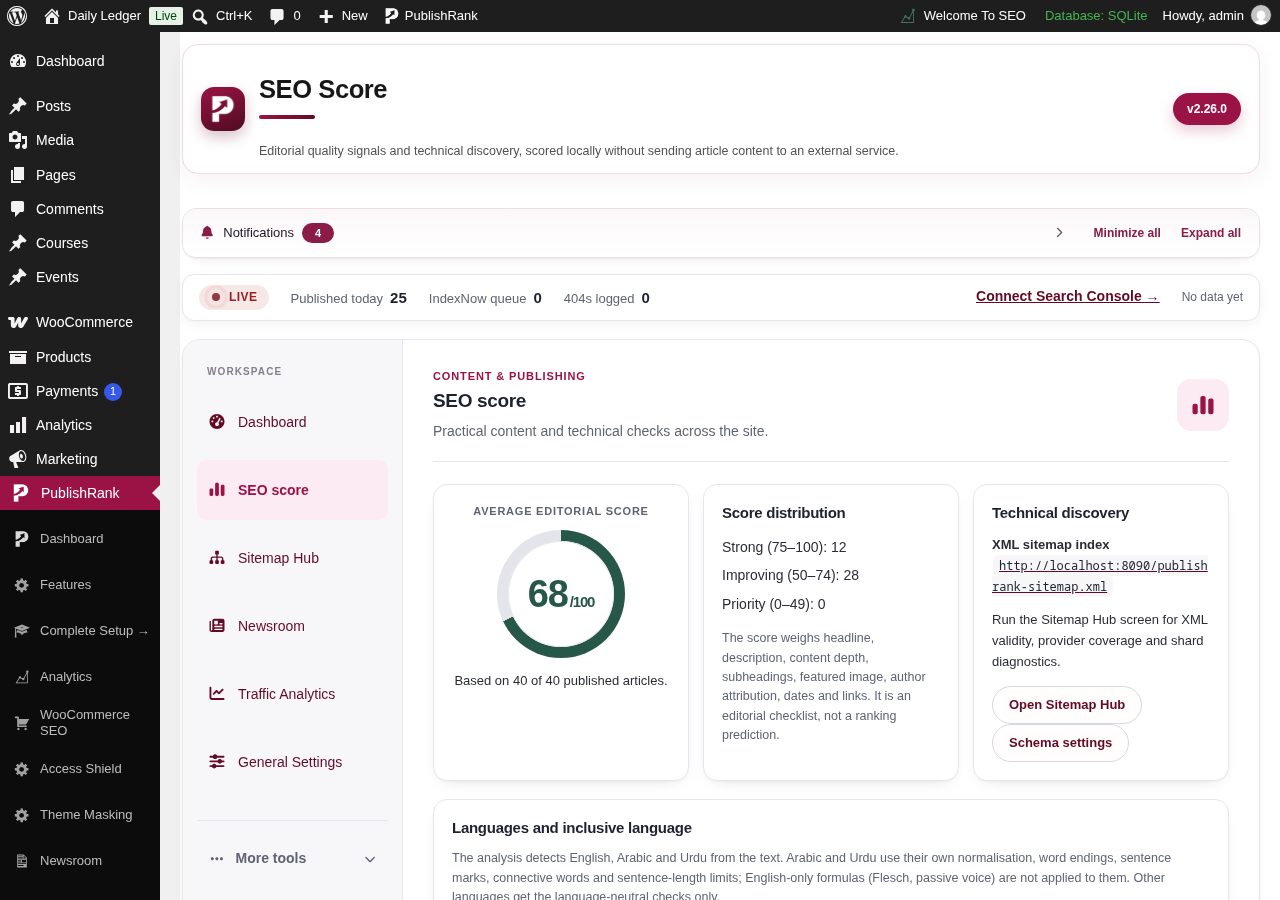 Daily Ledger Live Ctrl+K 0 New PublishRank Welcome To SEO Database: SQLite Howdy, admin
Dashboard
Posts
Media
Pages
Comments
Courses
Events
WooCommerce
Products
Payments 1
Analytics
Marketing
PublishRank
Dashboard
Features
Complete Setup →
Analytics
WooCommerce
SEO
Access Shield
Theme Masking
Newsroom
SEO Score
Editorial quality signals and technical discovery, scored locally without sending article content to an external service.
v2.26.0
Notifications 4 Minimize all Expand all
LIVE Published today 25 IndexNow queue 0 404s logged 0 Connect Search Console → No data yet
WORKSPACE
Dashboard
SEO score
Sitemap Hub
Newsroom
Traffic Analytics
General Settings
More tools
CONTENT & PUBLISHING
SEO score
Practical content and technical checks across the site.
AVERAGE EDITORIAL SCORE
68/100
Based on 40 of 40 published articles.
Score distribution
Strong (75–100): 12
Improving (50–74): 28
Priority (0–49): 0
The score weighs headline,
description, content depth,
subheadings, featured image, author
attribution, dates and links. It is an
editorial checklist, not a ranking
prediction.
Technical discovery
XML sitemap index
http://localhost:8090/publish
rank-sitemap.xml
Run the Sitemap Hub screen for XML
validity, provider coverage and shard
diagnostics.
Open Sitemap Hub
Schema settings
Languages and inclusive language
The analysis detects English, Arabic and Urdu from the text. Arabic and Urdu use their own normalisation, word endings, sentence
marks, connective words and sentence-length limits; English-only formulas (Flesch, passive voice) are not applied to them. Other
languages get the language-neutral checks only.